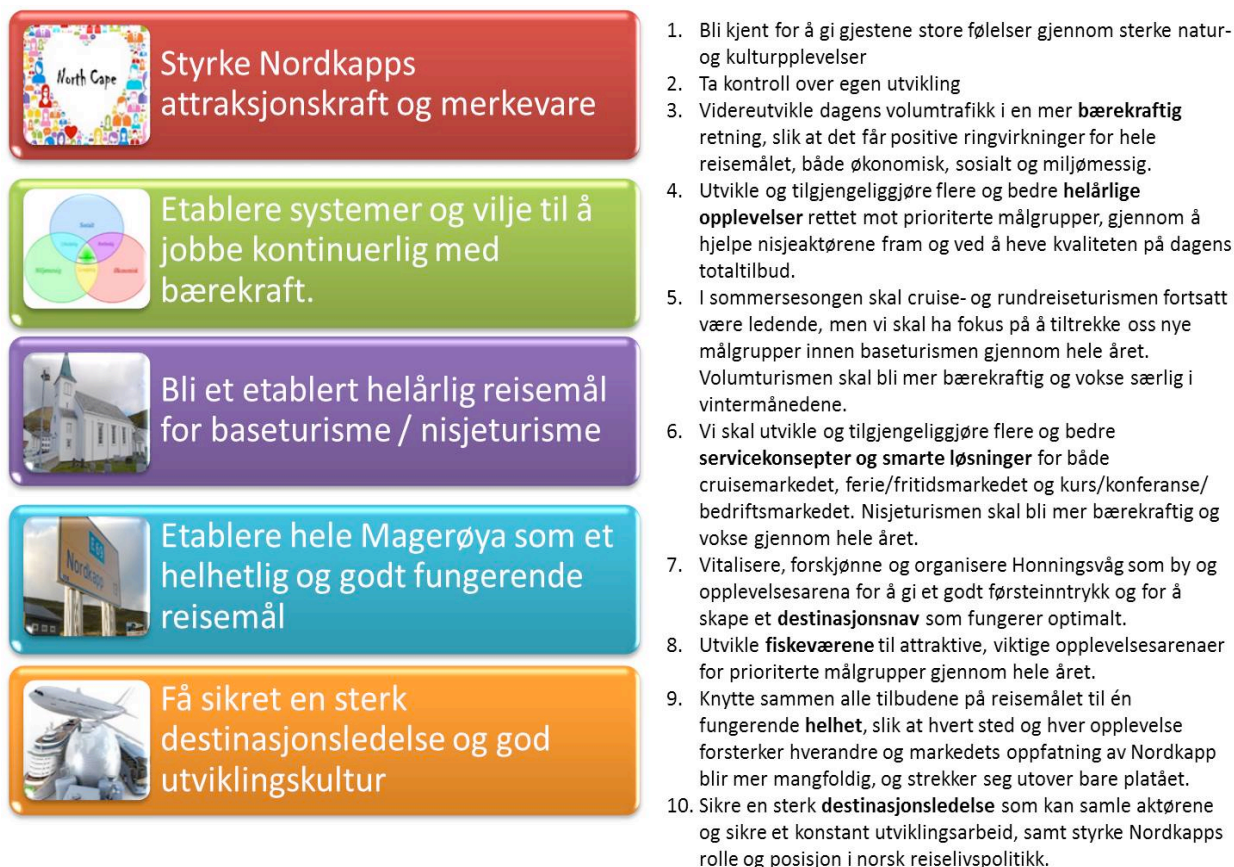 North Cape
Styrke Nordkapps
attraksjonskraft og merkevare
Sosialt
Miljømessig
Økonomisk
Etablere systemer og vilje til å
jobbe kontinuerlig med
bærekraft.
Bli et etablert helårlig reisemål
for baseturisme / nisjeturisme
E 69
Nordkapp
Etablere hele Magerøya som et
helhetlig og godt fungerende
reisemål
Få sikret en sterk
destinasjonsledelse og god
utviklingskultur
1. Bli kjent for å gi gjestene store følelser gjennom sterke natur-
og kulturpplevelser
2. Ta kontroll over egen utvikling
3. Videreutvikle dagens volumtrafikk i en mer bærekraftig
retning, slik at det får positive ringvirkninger for hele
reisemålet, både økonomisk, sosialt og miljømessig.
4. Utvikle og tilgjengeliggjøre flere og bedre helårlige
opplevelser rettet mot prioriterte målgrupper, gjennom å
hjelpe nisjeaktørene fram og ved å heve kvaliteten på dagens
totaltilbud.
5. I sommersesongen skal cruise- og rundreiseturismen fortsatt
være ledende, men vi skal ha fokus på å tiltrekke oss nye
målgrupper innen baseturismen gjennom hele året.
Volumturismen skal bli mer bærekraftig og vokse særlig i
vintermånedene.
6. Vi skal utvikle og tilgjengeliggjøre flere og bedre
servicekonsepter og smarte løsninger for både
cruisemarkedet, ferie/fritidsmarkedet og kurs/konferanse/
bedriftsmarkedet. Nisjeturismen skal bli mer bærekraftig og
vokse gjennom hele året.
7. Vitalisere, forskjønne og organisere Honningsvåg som by og
opplevelsesarena for å gi et godt førsteinntrykk og for å
skape et destinasjonsnav som fungerer optimalt.
8. Utvikle fiskeværene til attraktive, viktige opplevelsesarenaer
for prioriterte målgrupper gjennom hele året.
9. Knytte sammen alle tilbudene på reisemålet til én
fungerende helhet, slik at hvert sted og hver opplevelse
forsterker hverandre og markedets oppfatning av Nordkapp
blir mer mangfoldig, og strekker seg utover bare platået.
10. Sikre en sterk destinasjonsledelse som kan samle aktørene
og sikre et konstant utviklingsarbeid, samt styrke Nordkapps
rolle og posisjon i norsk reiselivspolitikk.